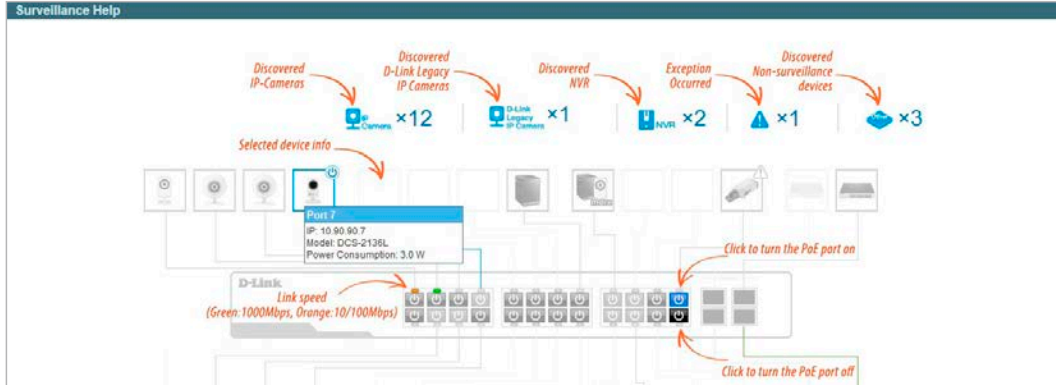 Surveillance Help
Discovered
IP-Cameras
Discovered
D-Link Legacy
IP Cameras
Discovered
NVR
Exception
Occurred
Discovered
Non-surveillance
devices
IP
Camera
×12
D-Link
Legacy
IP Camera
×1
NVR
×2
×1
×3
Selected device info
Port 7
IP: 10.90.90.7
Model: DCS-2136L
Power Consumption: 3.0 W
Click to turn the PoE port on
D-Link
Link speed
(Green:1000Mbps, Orange:10/100Mbps)
Click to turn the PoE port off